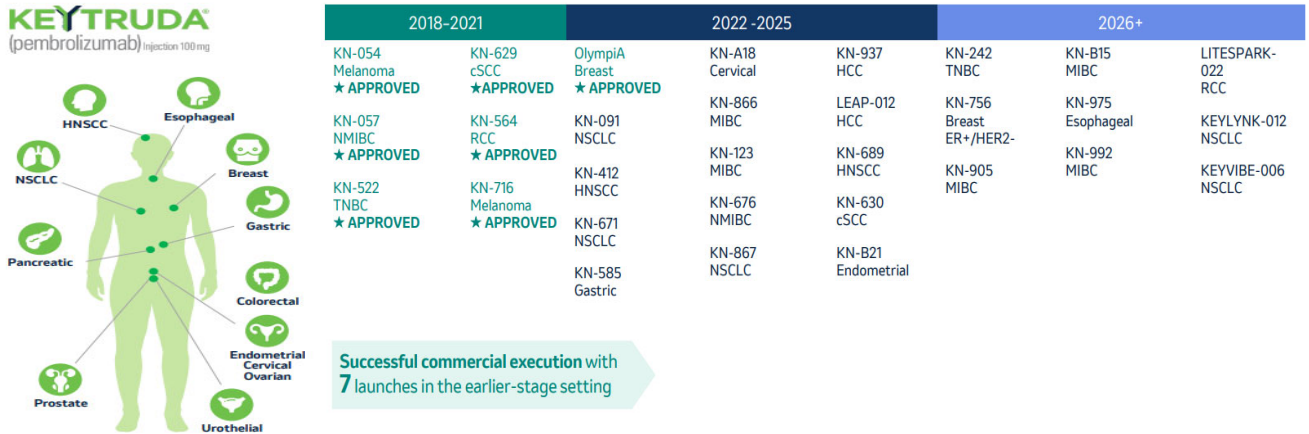 KEYTRUDA®
(pembrolizumab) Injection 100 mg
HNSCC
Esophageal
NSCLC
Breast
Gastric
Pancreatic
Colorectal
Endometrial
Cervical
Ovarian
Prostate
Urothelial
2018-2021
KN-054
Melanoma
★ APPROVED
KN-057
NMIBC
★ APPROVED
KN-522
TNBC
★ APPROVED
KN-629
cSCC
★APPROVED
KN-564
RCC
★ APPROVED
KN-716
Melanoma
★ APPROVED
2022 -2025
OlympiA
Breast
★ APPROVED
KN-091
NSCLC
KN-412
HNSCC
KN-671
NSCLC
KN-585
Gastric
KN-A18
Cervical
KN-866
MIBC
KN-123
MIBC
KN-676
NMIBC
KN-867
NSCLC
KN-937
HCC
LEAP-012
HCC
KN-689
HNSCC
KN-630
cSCC
KN-B21
Endometrial
2026+
KN-242
TNBC
KN-756
Breast
ER+/HER2-
KN-905
MIBC
KN-B15
MIBC
KN-975
Esophageal
KN-992
MIBC
LITESPARK-
022
RCC
KEYLYNK-012
NSCLC
KEYVIBE-006
NSCLC
Successful commercial execution with
7 launches in the earlier-stage setting